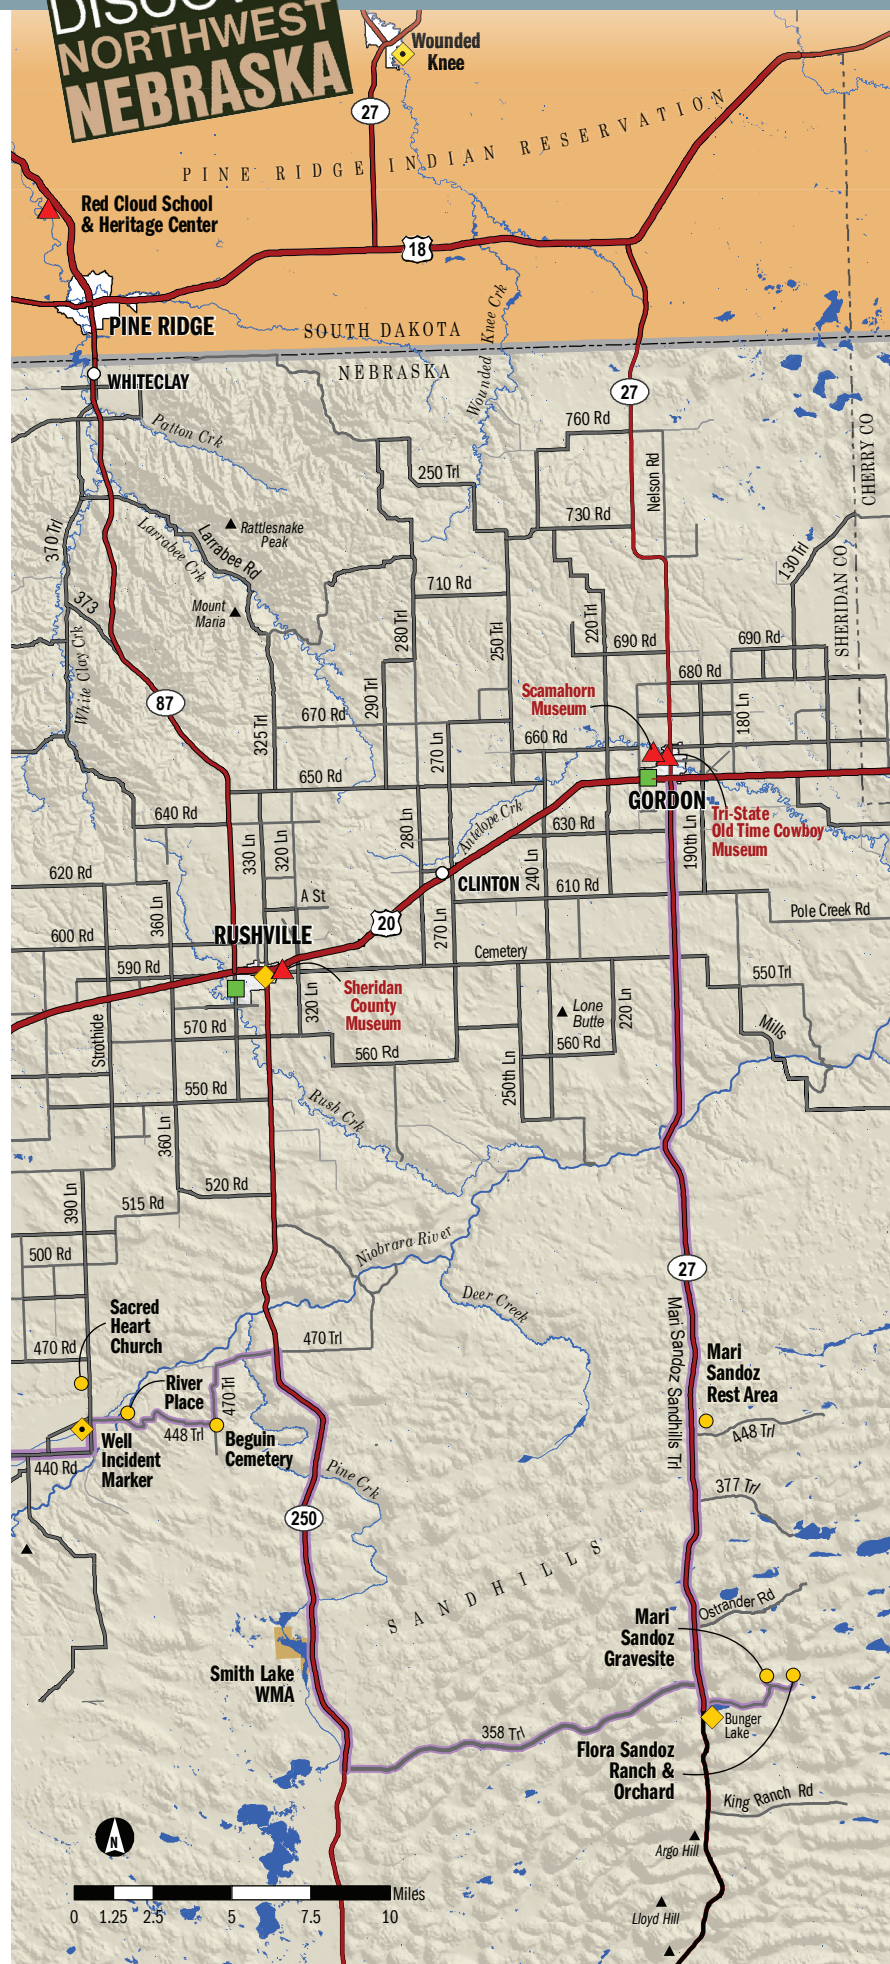 DISCOVER
NORTHWEST
NEBRASKA
Wounded
Knee
27
PINE RIDGE INDIAN RESERVATION
Red Cloud School
& Heritage Center
18
PINE RIDGE
SOUTH DAKOTA
NEBRASKA
Wounded Knee Crk
WHITECLAY
27
760 Rd
CHERRY CO
Patton Crk
250 Trl
Nelson Rd
730 Rd
370 Trl
Larrabee Crk
Larrabee Rd
Rattlesnake
Peak
130 Trl
SHERIDAN CO
710 Rd
373
Mount
Maria
280 Trl
250 Trl
220 Trl
690 Rd
690 Rd
White Clay Crk
680 Rd
290 Trl
Scamahorn
Museum
87
670 Rd
325 Trl
180 Ln
660 Rd
270 Ln
650 Rd
GORDON
640 Rd
280 Ln
Antelope Crk
630 Rd
190th Ln
Tri-State
Old Time Cowboy
Museum
330 Ln
320 Ln
620 Rd
CLINTON
240 Ln
610 Rd
A St
360 Ln
Pole Creek Rd
20
600 Rd
RUSHVILLE
270 Ln
Cemetery
590 Rd
550 Trl
Sheridan
County
Museum
320 Ln
220 Ln
Lone
Butte
570 Rd
Strothide
Mills
560 Rd
560 Rd
250th Ln
550 Rd
Rush Crk
360 Ln
520 Rd
390 Ln
515 Rd
500 Rd
Niobrara River
27
Deer Creek
Sacred
Heart
Church
470 Rd
470 Trl
Mari Sandoz Sandhills Trl
Mari
Sandoz
Rest Area
River
Place
470 Trl
448 Trl
448 Trl
Well
Incident
Marker
Beguin
Cemetery
440 Rd
Pine Crk
377 Trl
250
SANDHILLS
Ostrander Rd
Mari
Sandoz
Gravesite
Smith Lake
WMA
Bunger
Lake
358 Trl
Flora Sandoz
Ranch &
Orchard
King Ranch Rd
N
Argo Hill
Miles
0 1.25 2.5 5 7.5 10
Lloyd Hill